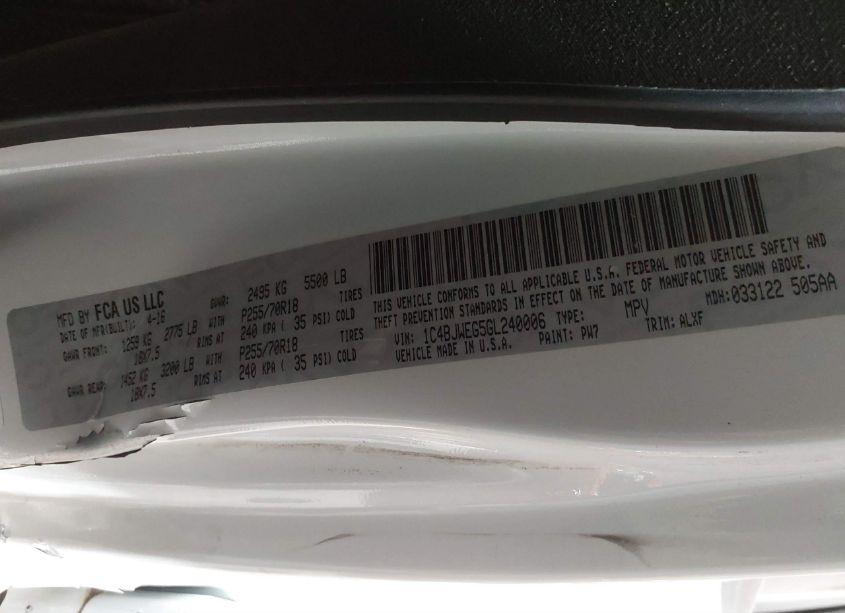 MFD BY FCA US LLC
DATE OF MFR(BUILT): 4-16 GVWR: 2495 KG 5500 LB
GAWR FRONT: 1259 KG 2775 LB WITH P255/70R18 TIRES
18X7.5 RIMS AT 240 KPA ( 35 PSI) COLD
GAWR REAR: 1452 KG 3200 LB WITH P255/70R18 TIRES
18X7.5 RIMS AT 240 KPA ( 35 PSI) COLD
THIS VEHICLE CONFORMS TO ALL APPLICABLE U.S.A. FEDERAL MOTOR VEHICLE SAFETY AND
THEFT PREVENTION STANDARDS IN EFFECT ON THE DATE OF MANUFACTURE SHOWN ABOVE.
VIN: 1C4BJWEG5GL240006 TYPE: MPV MDH: 033122 505AA
VEHICLE MADE IN U.S.A. PAINT: PW7 TRIM: ALXF